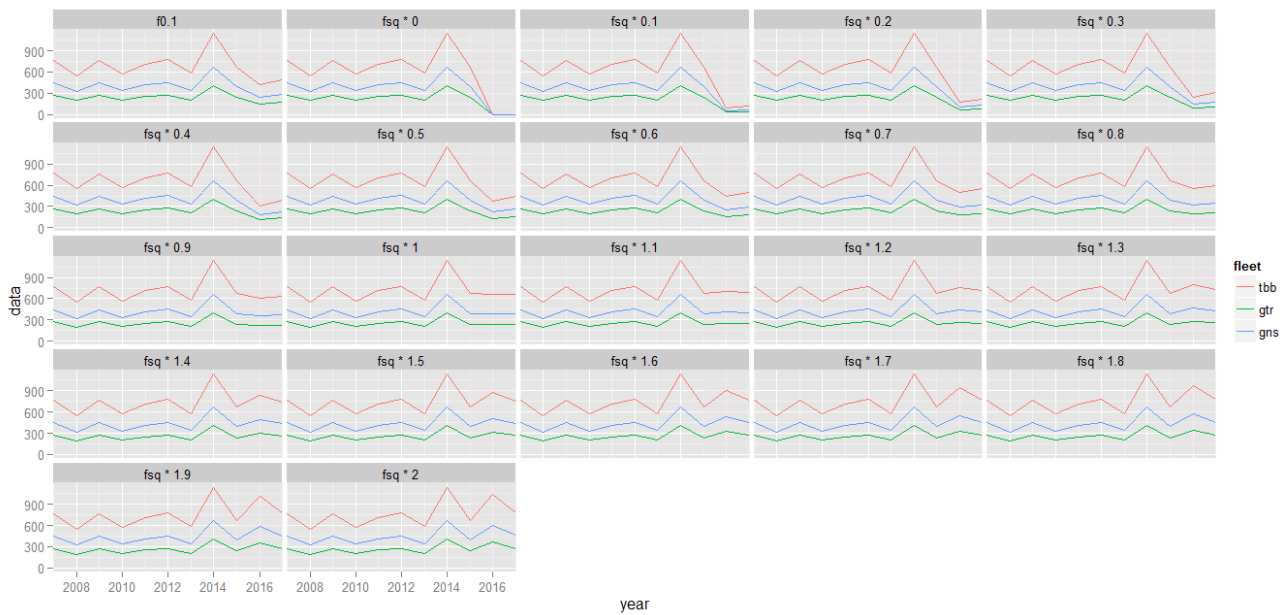 f0.1 fsq * 0 fsq * 0.1 fsq * 0.2 fsq * 0.3
900
600
300
0
fsq * 0.4 fsq * 0.5 fsq * 0.6 fsq * 0.7 fsq * 0.8
900
600
300
0
fsq * 0.9 fsq * 1 fsq * 1.1 fsq * 1.2 fsq * 1.3
900
600
300
0
fsq * 1.4 fsq * 1.5 fsq * 1.6 fsq * 1.7 fsq * 1.8
900
600
300
0
fsq * 1.9 fsq * 2
900
600
300
0
2008 2010 2012 2014 2016 2008 2010 2012 2014 2016
year
data
fleet
tbb
gtr
gns